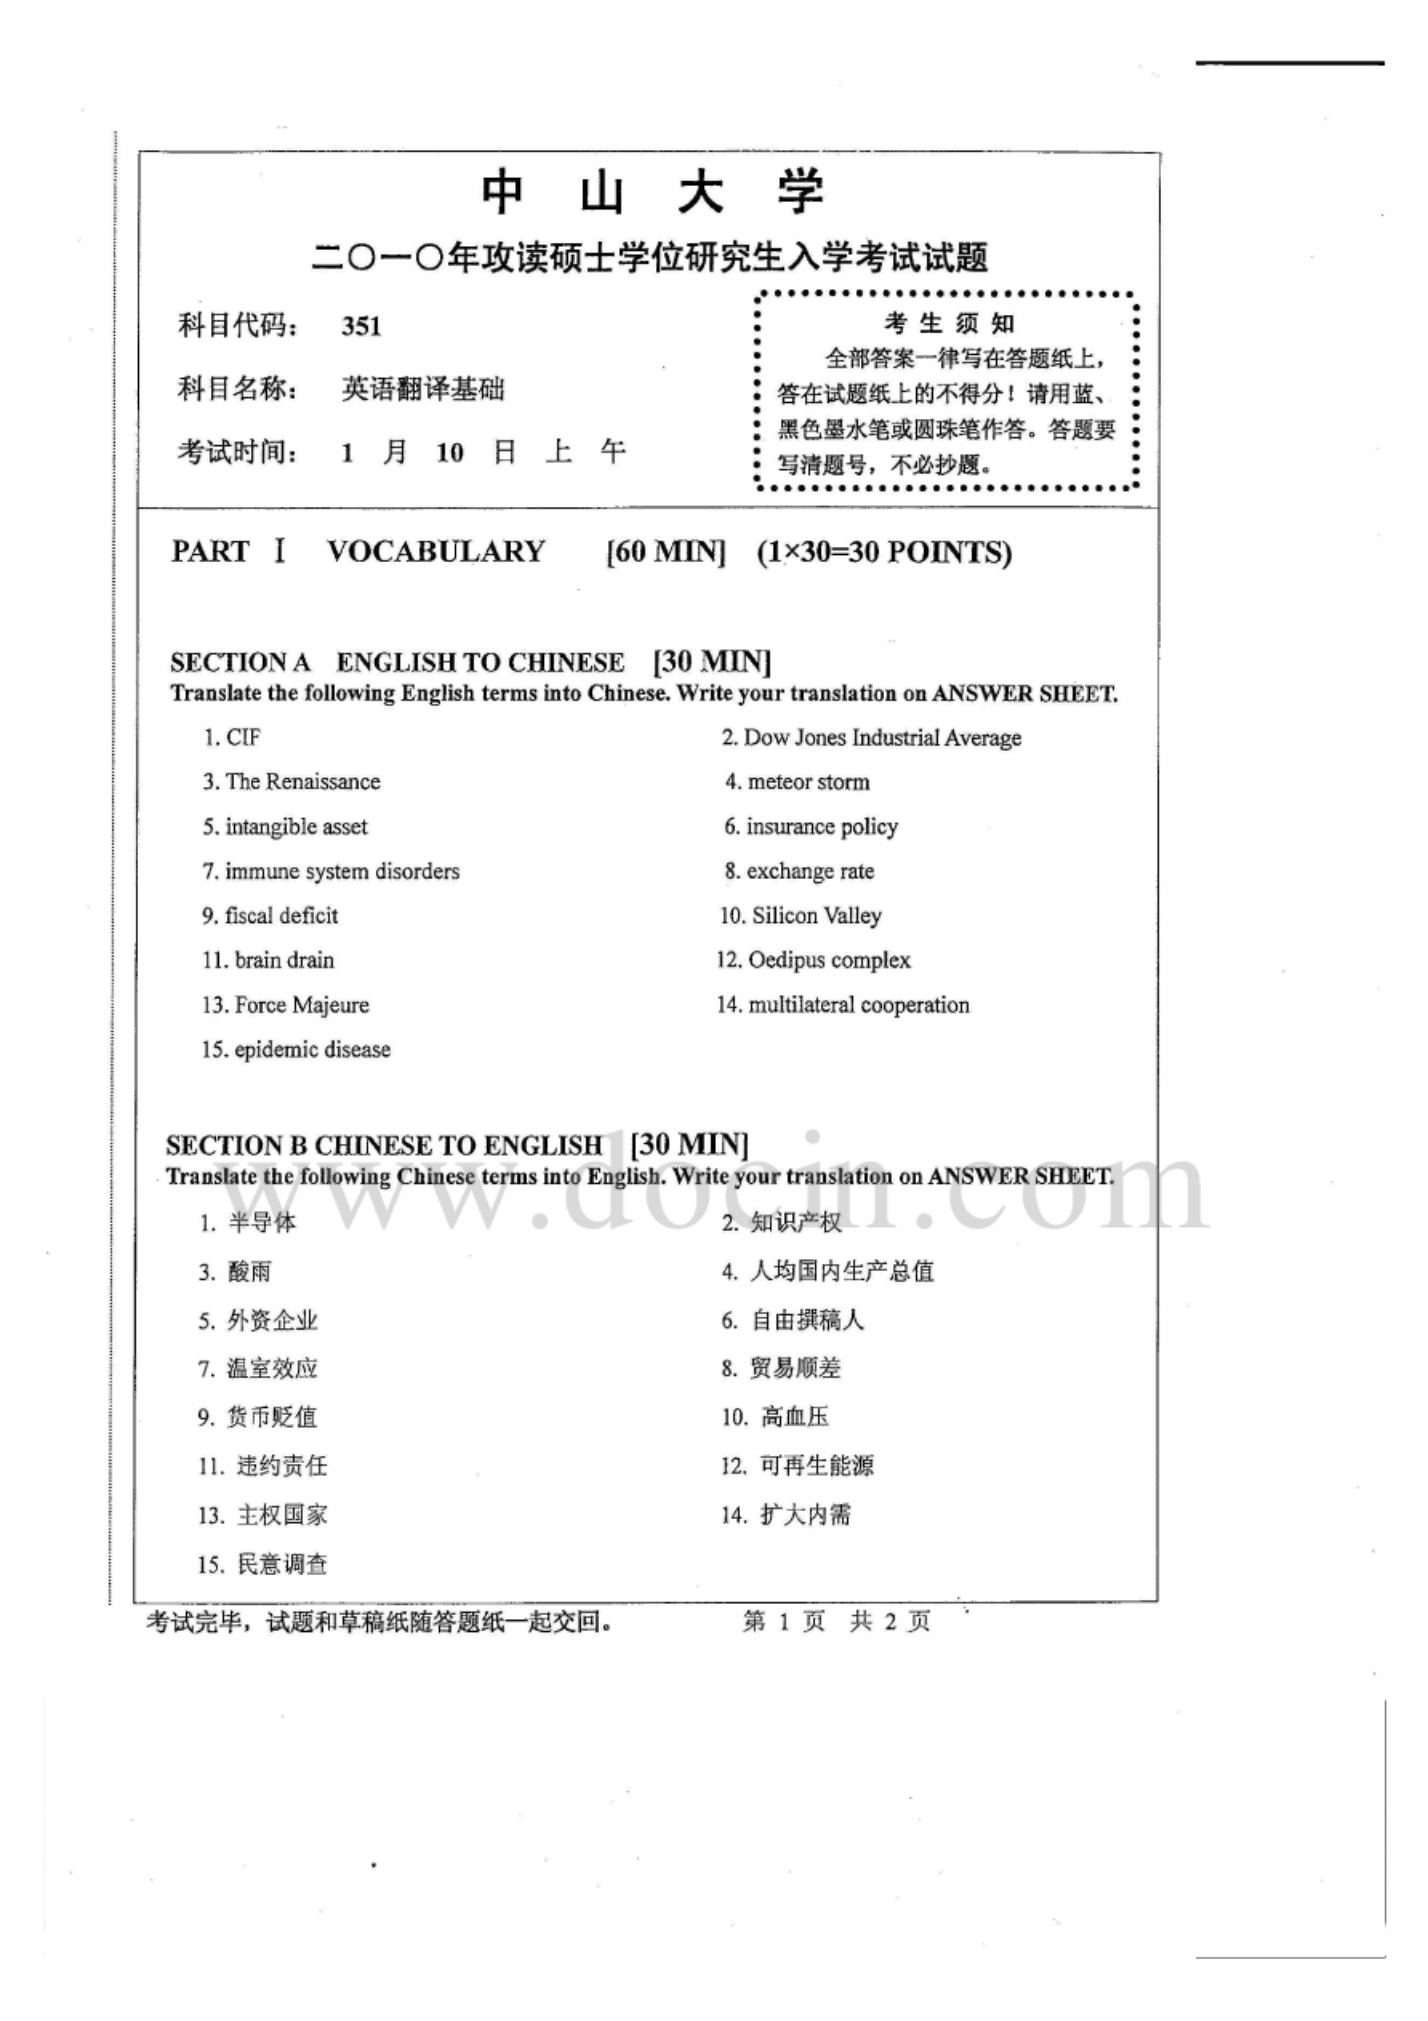 中 山 大 学
二〇一〇年攻读硕士学位研究生入学考试试题
科目代码： 351
科目名称： 英语翻译基础
考试时间： 1 月 10 日 上 午
考 生 须 知
全部答案一律写在答题纸上，
答在试题纸上的不得分！请用蓝、
黑色墨水笔或圆珠笔作答。答题要
写清题号，不必抄题。
PART Ⅰ VOCABULARY [60 MIN] (1×30=30 POINTS)
SECTION A ENGLISH TO CHINESE [30 MIN]
Translate the following English terms into Chinese. Write your translation on ANSWER SHEET.
1. CIF 2. Dow Jones Industrial Average
3. The Renaissance 4. meteor storm
5. intangible asset 6. insurance policy
7. immune system disorders 8. exchange rate
9. fiscal deficit 10. Silicon Valley
11. brain drain 12. Oedipus complex
13. Force Majeure 14. multilateral cooperation
15. epidemic disease
SECTION B CHINESE TO ENGLISH [30 MIN]
Translate the following Chinese terms into English. Write your translation on ANSWER SHEET.
www.docin.com
1. 半导体 2. 知识产权
3. 酸雨 4. 人均国内生产总值
5. 外资企业 6. 自由撰稿人
7. 温室效应 8. 贸易顺差
9. 货币贬值 10. 高血压
11. 违约责任 12. 可再生能源
13. 主权国家 14. 扩大内需
15. 民意调查
考试完毕，试题和草稿纸随答题纸一起交回。 第 1 页 共 2 页